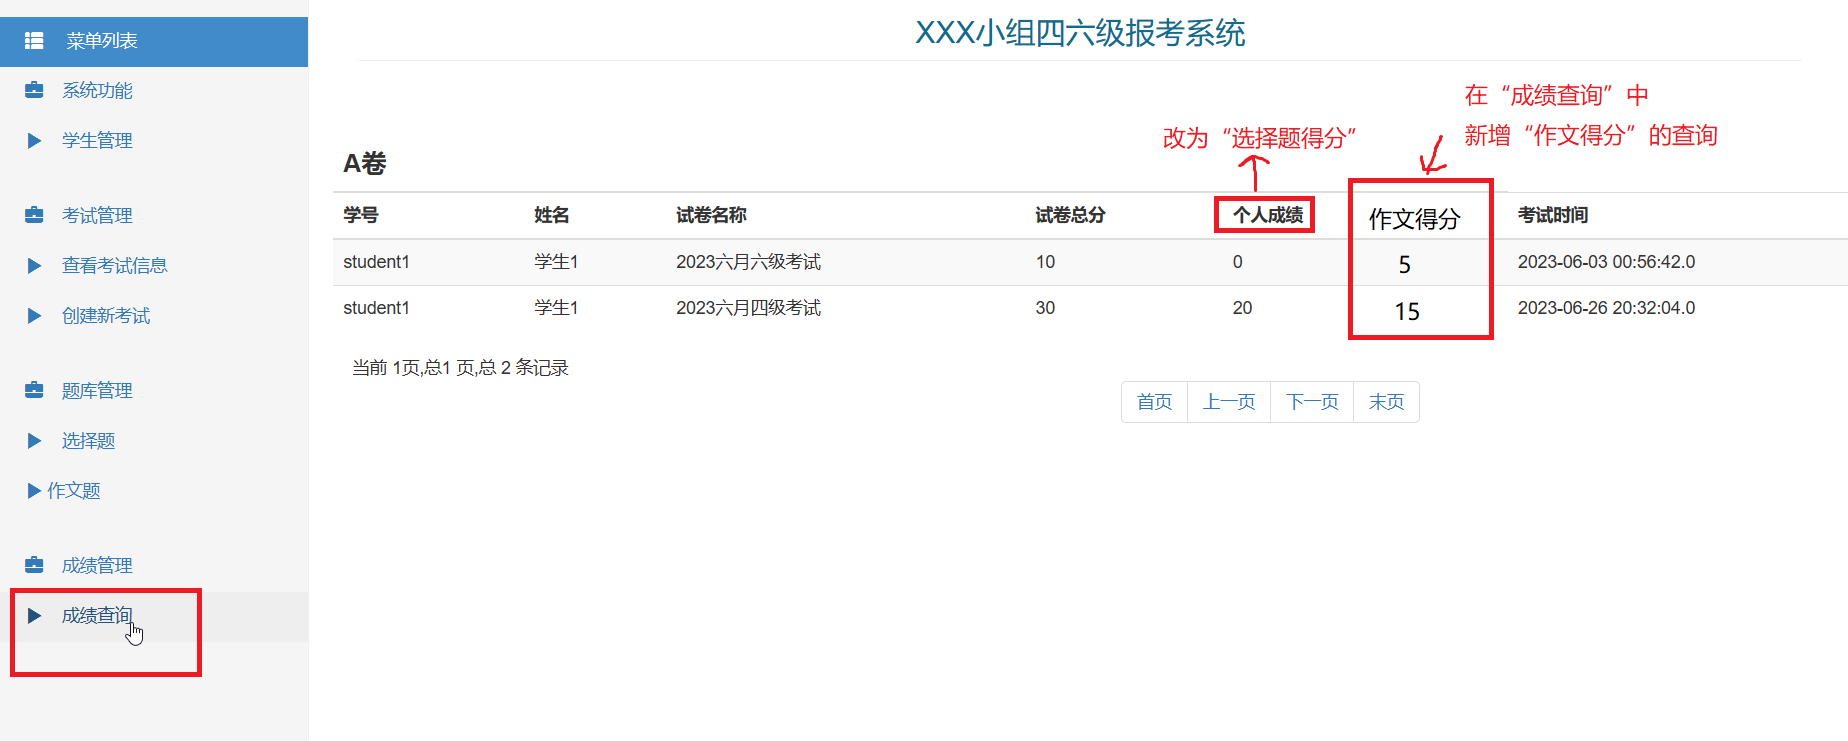 菜单列表
系统功能
学生管理
考试管理
查看考试信息
创建新考试
题库管理
选择题
作文题
成绩管理
成绩查询
XXX小组四六级报考系统
在“成绩查询”中
新增“作文得分”的查询
改为“选择题得分”
A卷
学号 姓名 试卷名称 试卷总分 个人成绩 作文得分 考试时间
student1 学生1 2023六月六级考试 10 0 5 2023-06-03 00:56:42.0
student1 学生1 2023六月四级考试 30 20 15 2023-06-26 20:32:04.0
当前 1页,总1 页,总 2 条记录
首页 上一页 下一页 末页